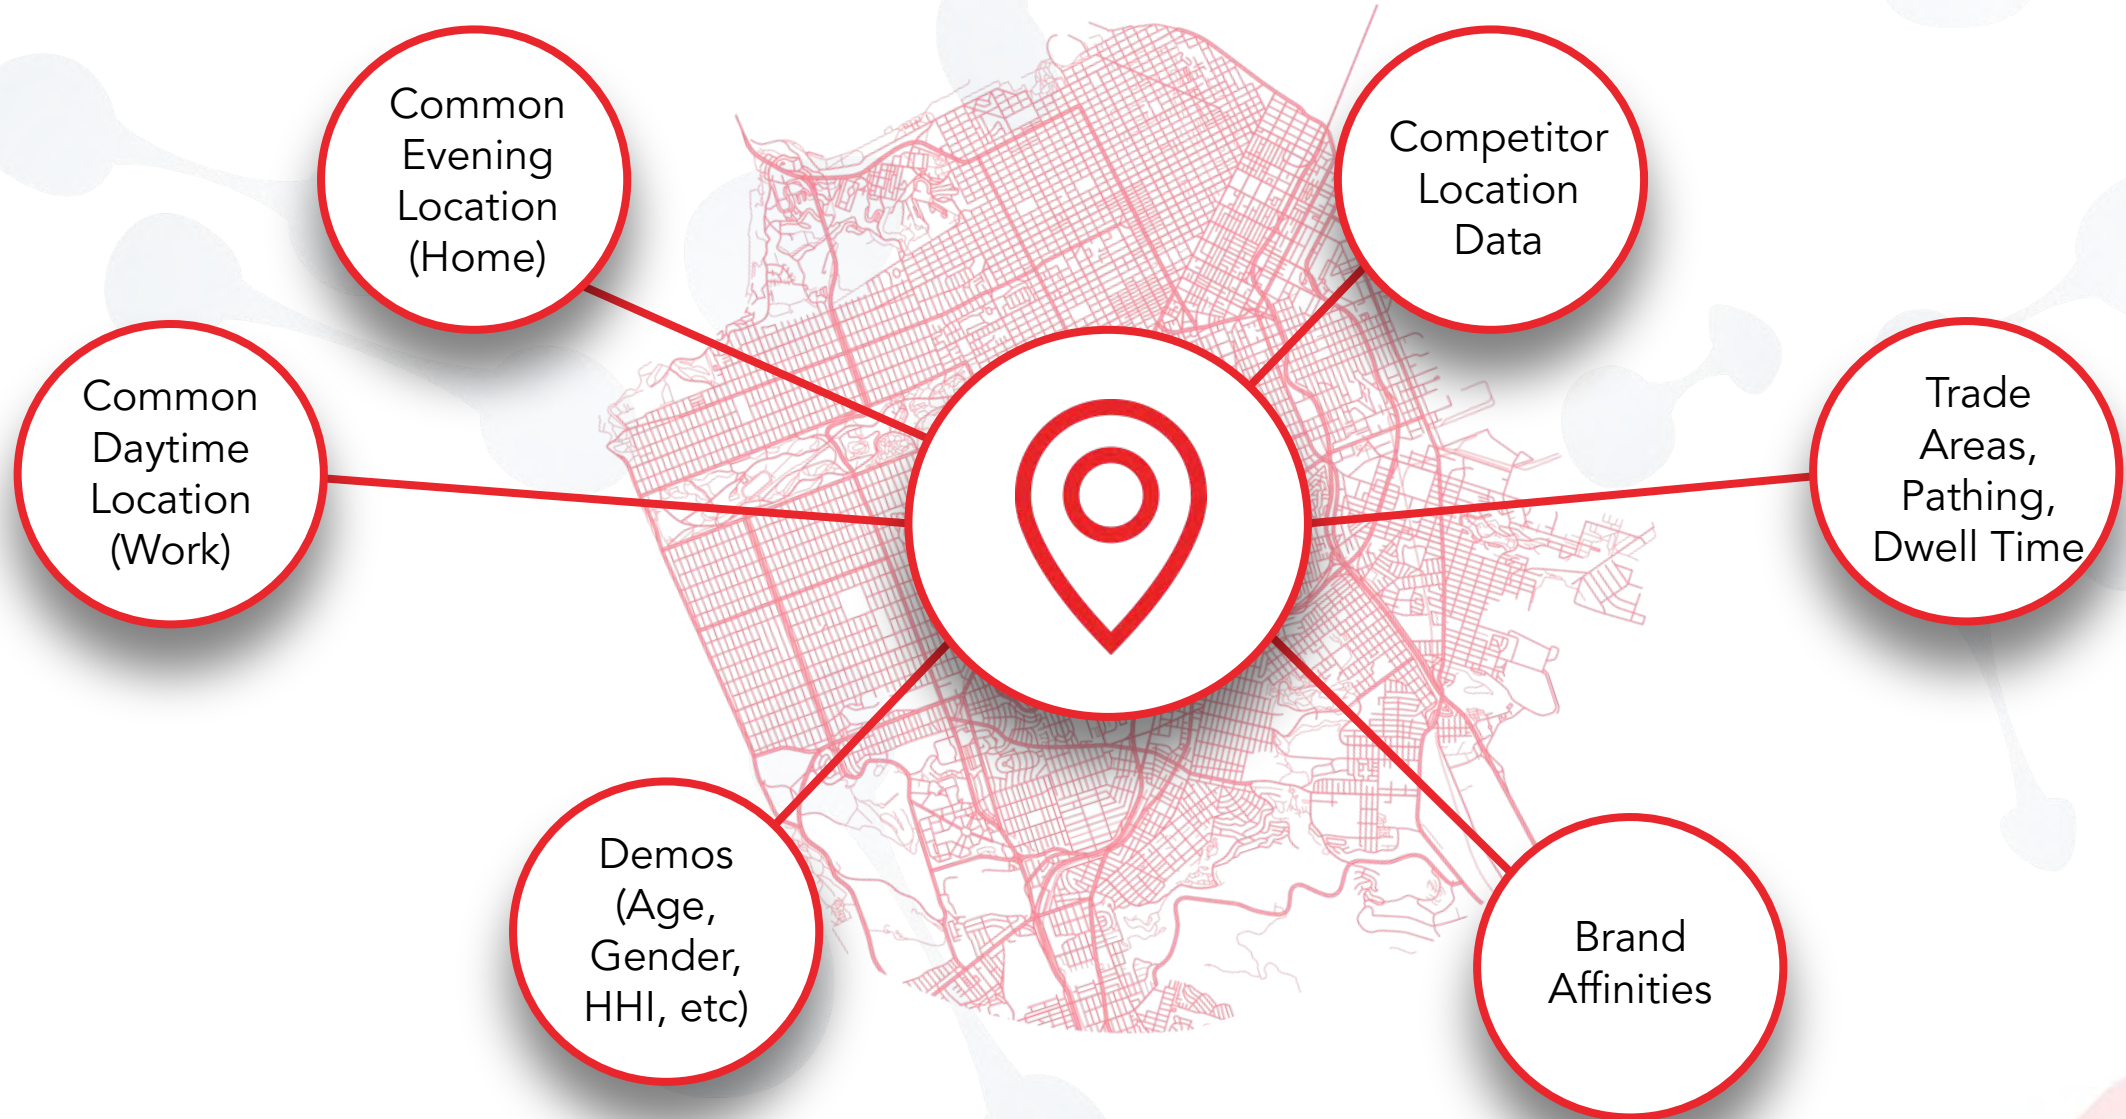 Common
Evening
Location
(Home)
Competitor
Location
Data
Common
Daytime
Location
(Work)
Trade
Areas,
Pathing,
Dwell Time
Demos
(Age,
Gender,
HHI, etc)
Brand
Affinities